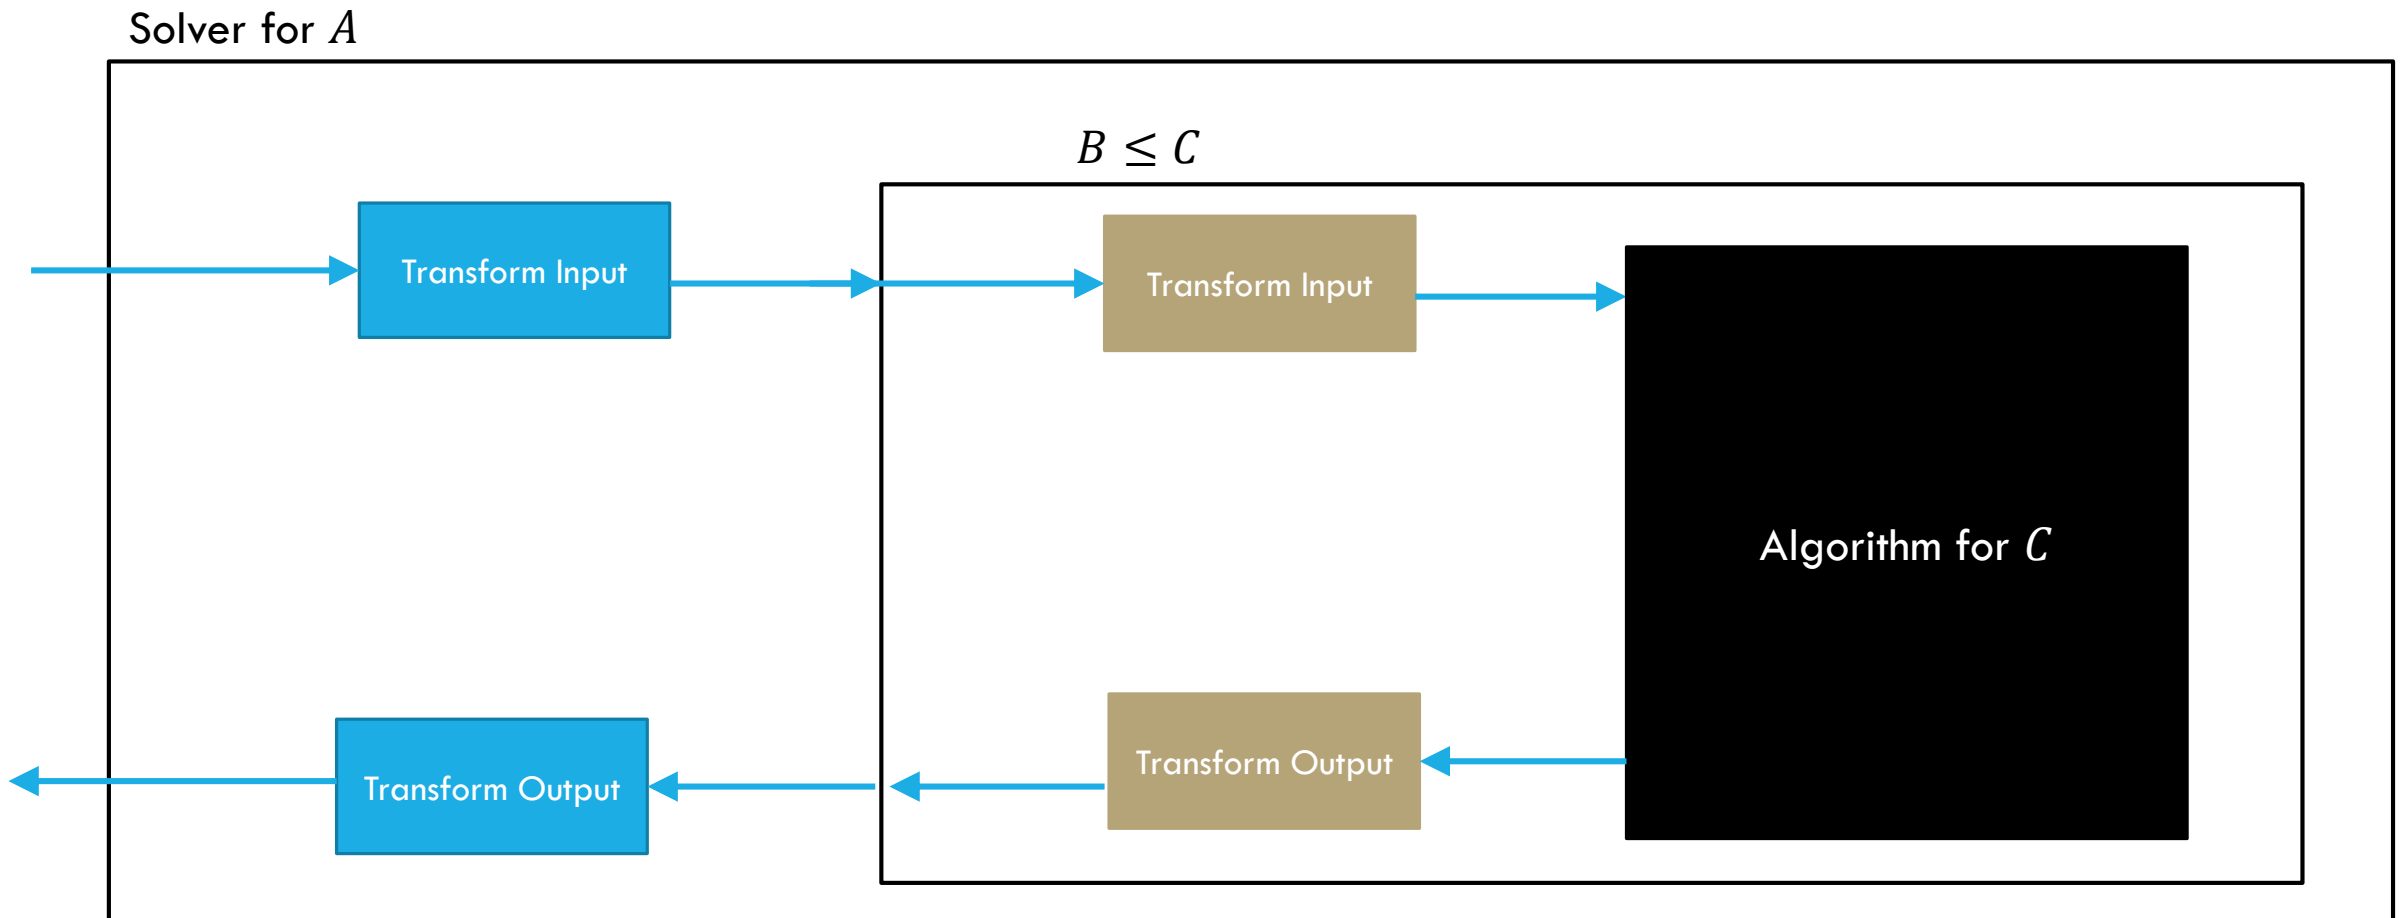 Solver for A
B ≤ C
Transform Input
Transform Input
Algorithm for C
Transform Output
Transform Output